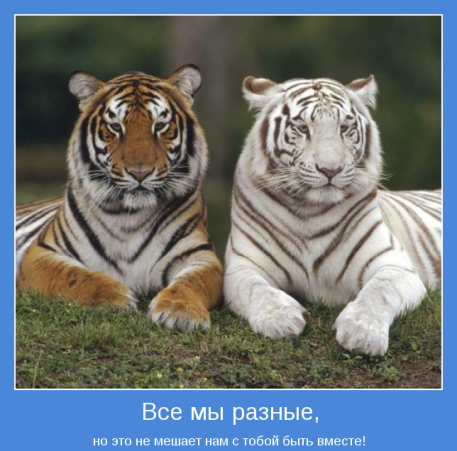 Все мы разные,
но это не мешает нам с тобой быть вместе!